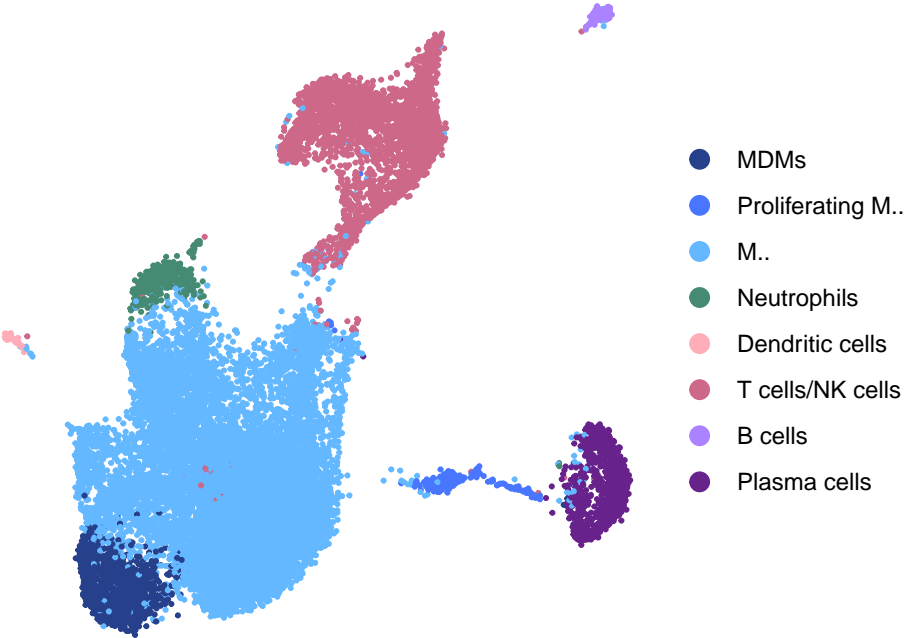 MDMs
Proliferating M..
M..
Neutrophils
Dendritic cells
T cells/NK cells
B cells
Plasma cells